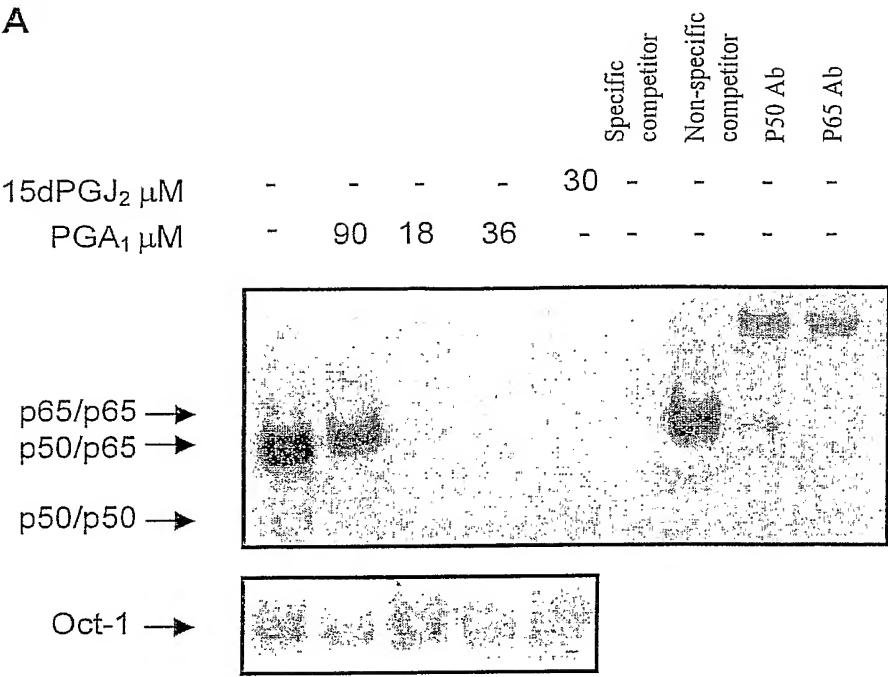 A
Specific competitor
Non-specific competitor
P50 Ab
P65 Ab
15dPGJ₂ μM - - - - 30 - - - -
PGA₁ μM - 90 18 36 - - - - -
p65/p65
p50/p65
p50/p50
Oct-1